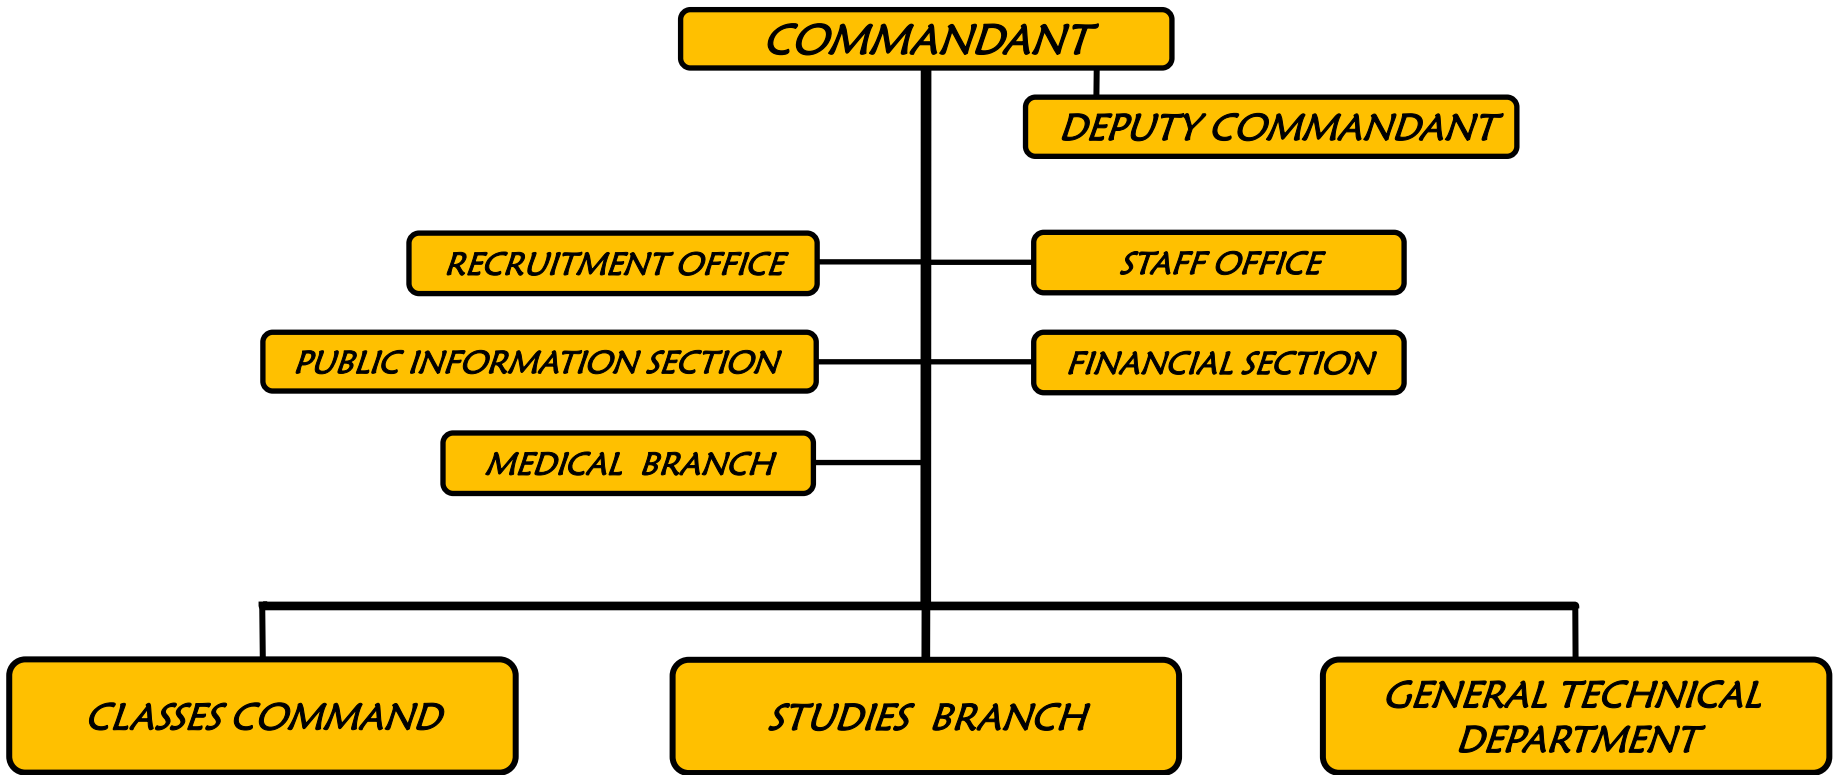 COMMANDANT
DEPUTY COMMANDANT
RECRUITMENT OFFICE
STAFF OFFICE
PUBLIC INFORMATION SECTION
FINANCIAL SECTION
MEDICAL BRANCH
CLASSES COMMAND
STUDIES BRANCH
GENERAL TECHNICAL
DEPARTMENT